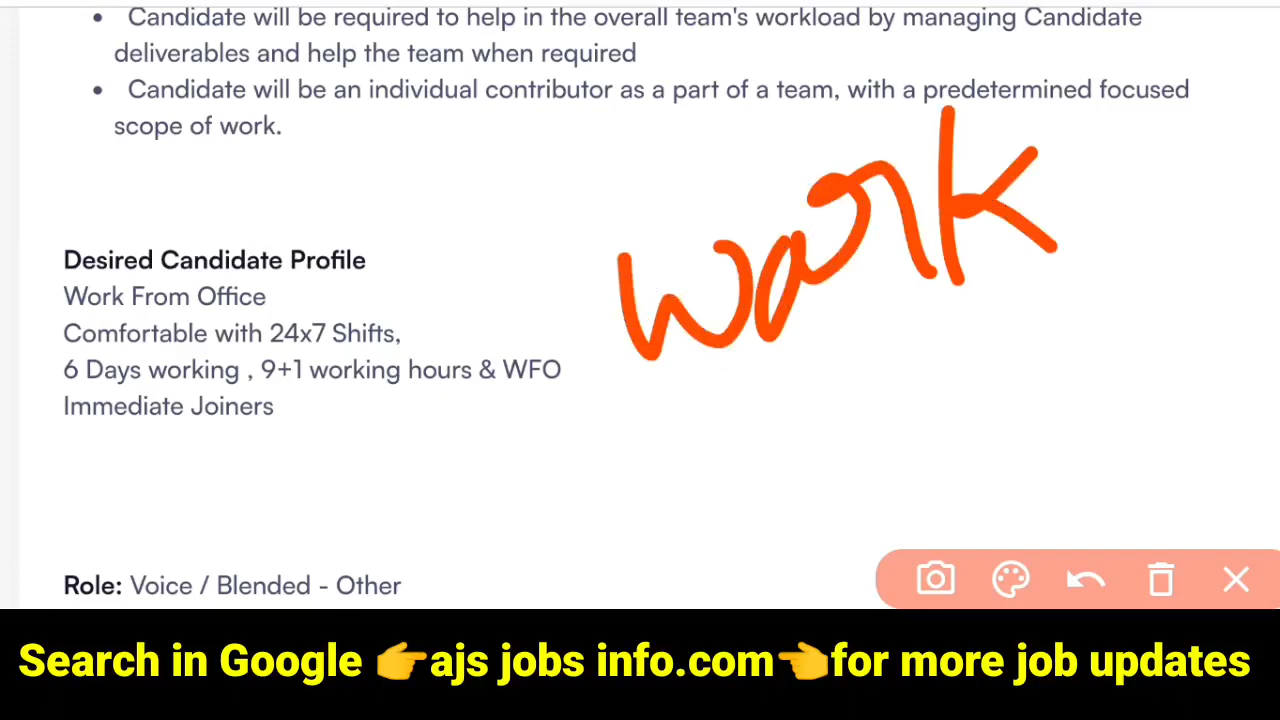 • Candidate will be required to help in the overall team's workload by managing Candidate
deliverables and help the team when required
• Candidate will be an individual contributor as a part of a team, with a predetermined focused
scope of work.
work
Desired Candidate Profile
Work From Office
Comfortable with 24x7 Shifts,
6 Days working , 9+1 working hours & WFO
Immediate Joiners
Role: Voice / Blended - Other
Search in Google 👉ajs jobs info.com👈for more job updates